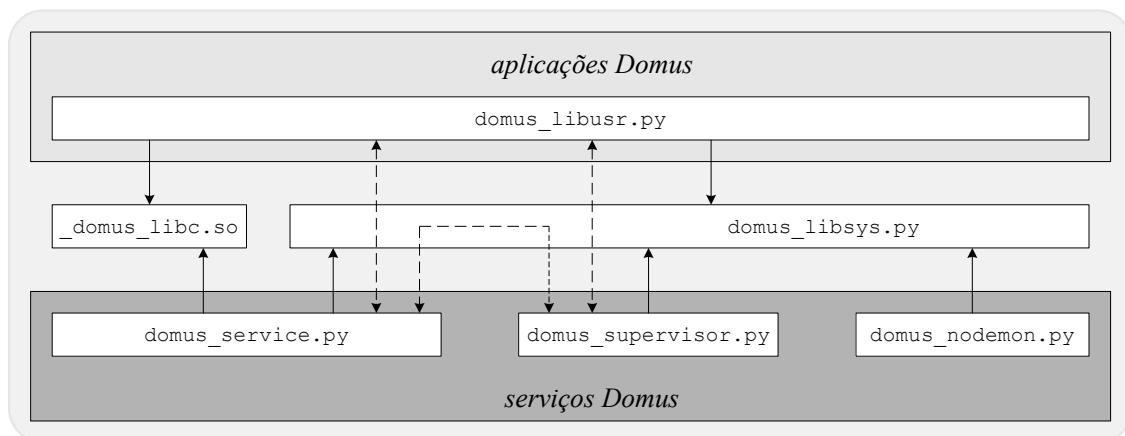 aplicações Domus
domus_libusr.py
_domus_libc.so
domus_libsys.py
domus_service.py
domus_supervisor.py
domus_nodemon.py
serviços Domus